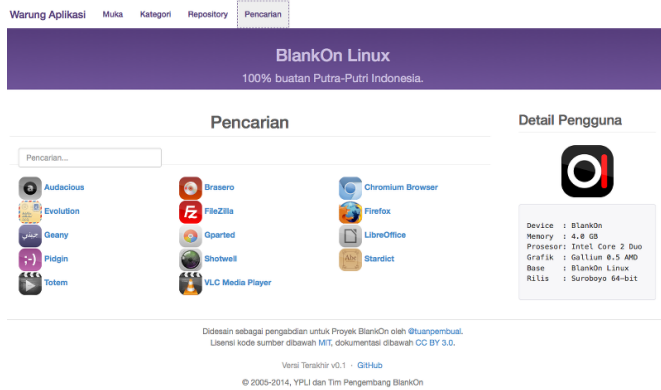 Warung Aplikasi Muka Kategori Repository Pencarian
BlankOn Linux
100% buatan Putra-Putri Indonesia.
Pencarian
Pencarian...
Audacious Brasero Chromium Browser
Evolution FileZilla Firefox
Geany Gparted LibreOffice
Pidgin Shotwell Stardict
Totem VLC Media Player
Detail Pengguna
Device : BlankOn
Memory : 4.0 GB
Prosesor: Intel Core 2 Duo
Grafik : Gallium 0.5 AMD
Base : BlankOn Linux
Rilis : Suroboyo 64-bit
Didesain sebagai pengabdian untuk Proyek BlankOn oleh @tuanpembual.
Lisensi kode sumber dibawah MIT, dokumentasi dibawah CC BY 3.0.
Versi Terakhir v0.1 · GitHub
© 2005-2014, YPLI dan Tim Pengembang BlankOn